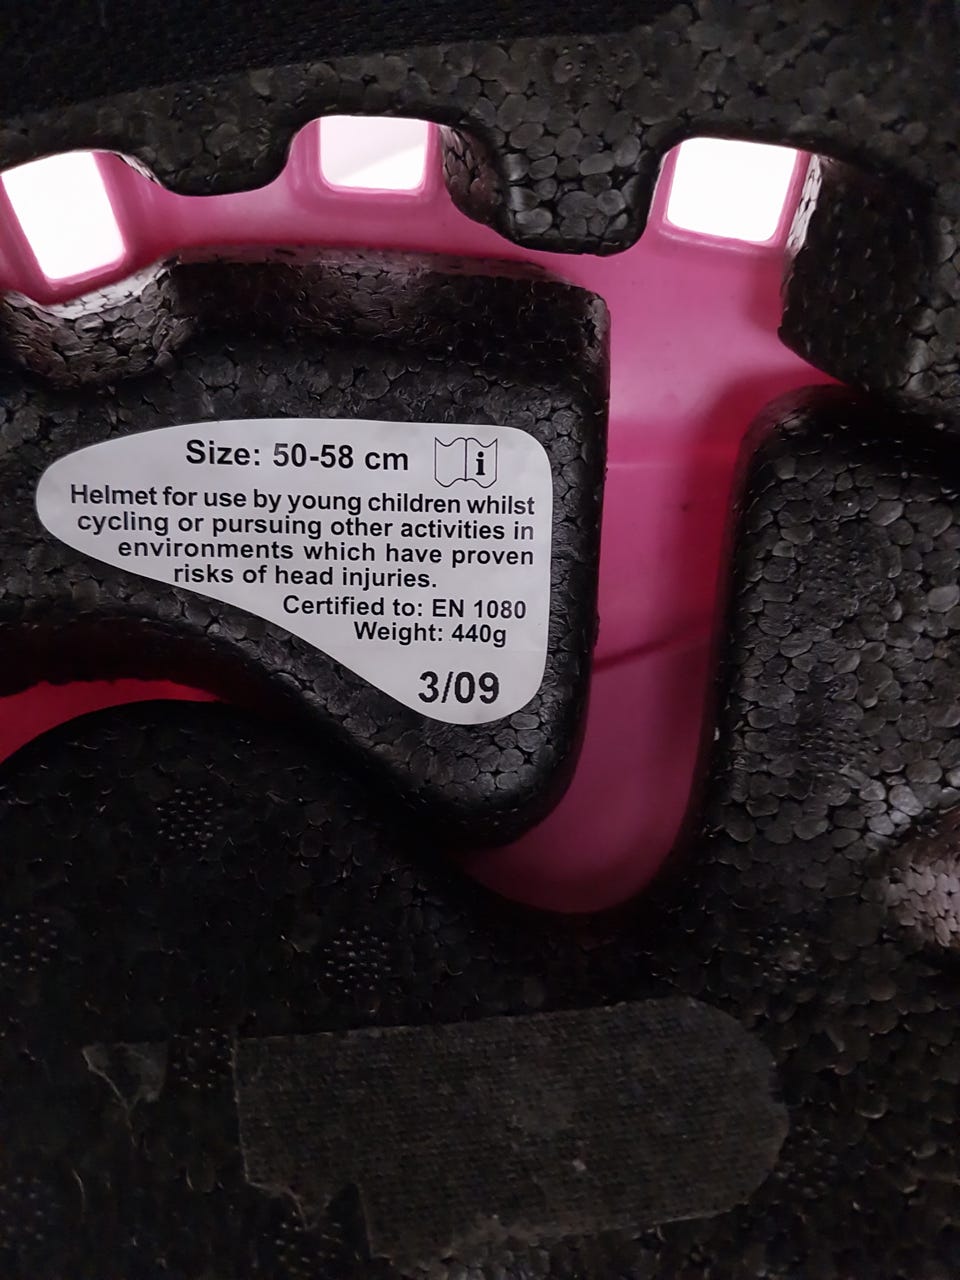 Size: 50-58 cm i
Helmet for use by young children whilst
cycling or pursuing other activities in
environments which have proven
risks of head injuries.
Certified to: EN 1080
Weight: 440g
3/09